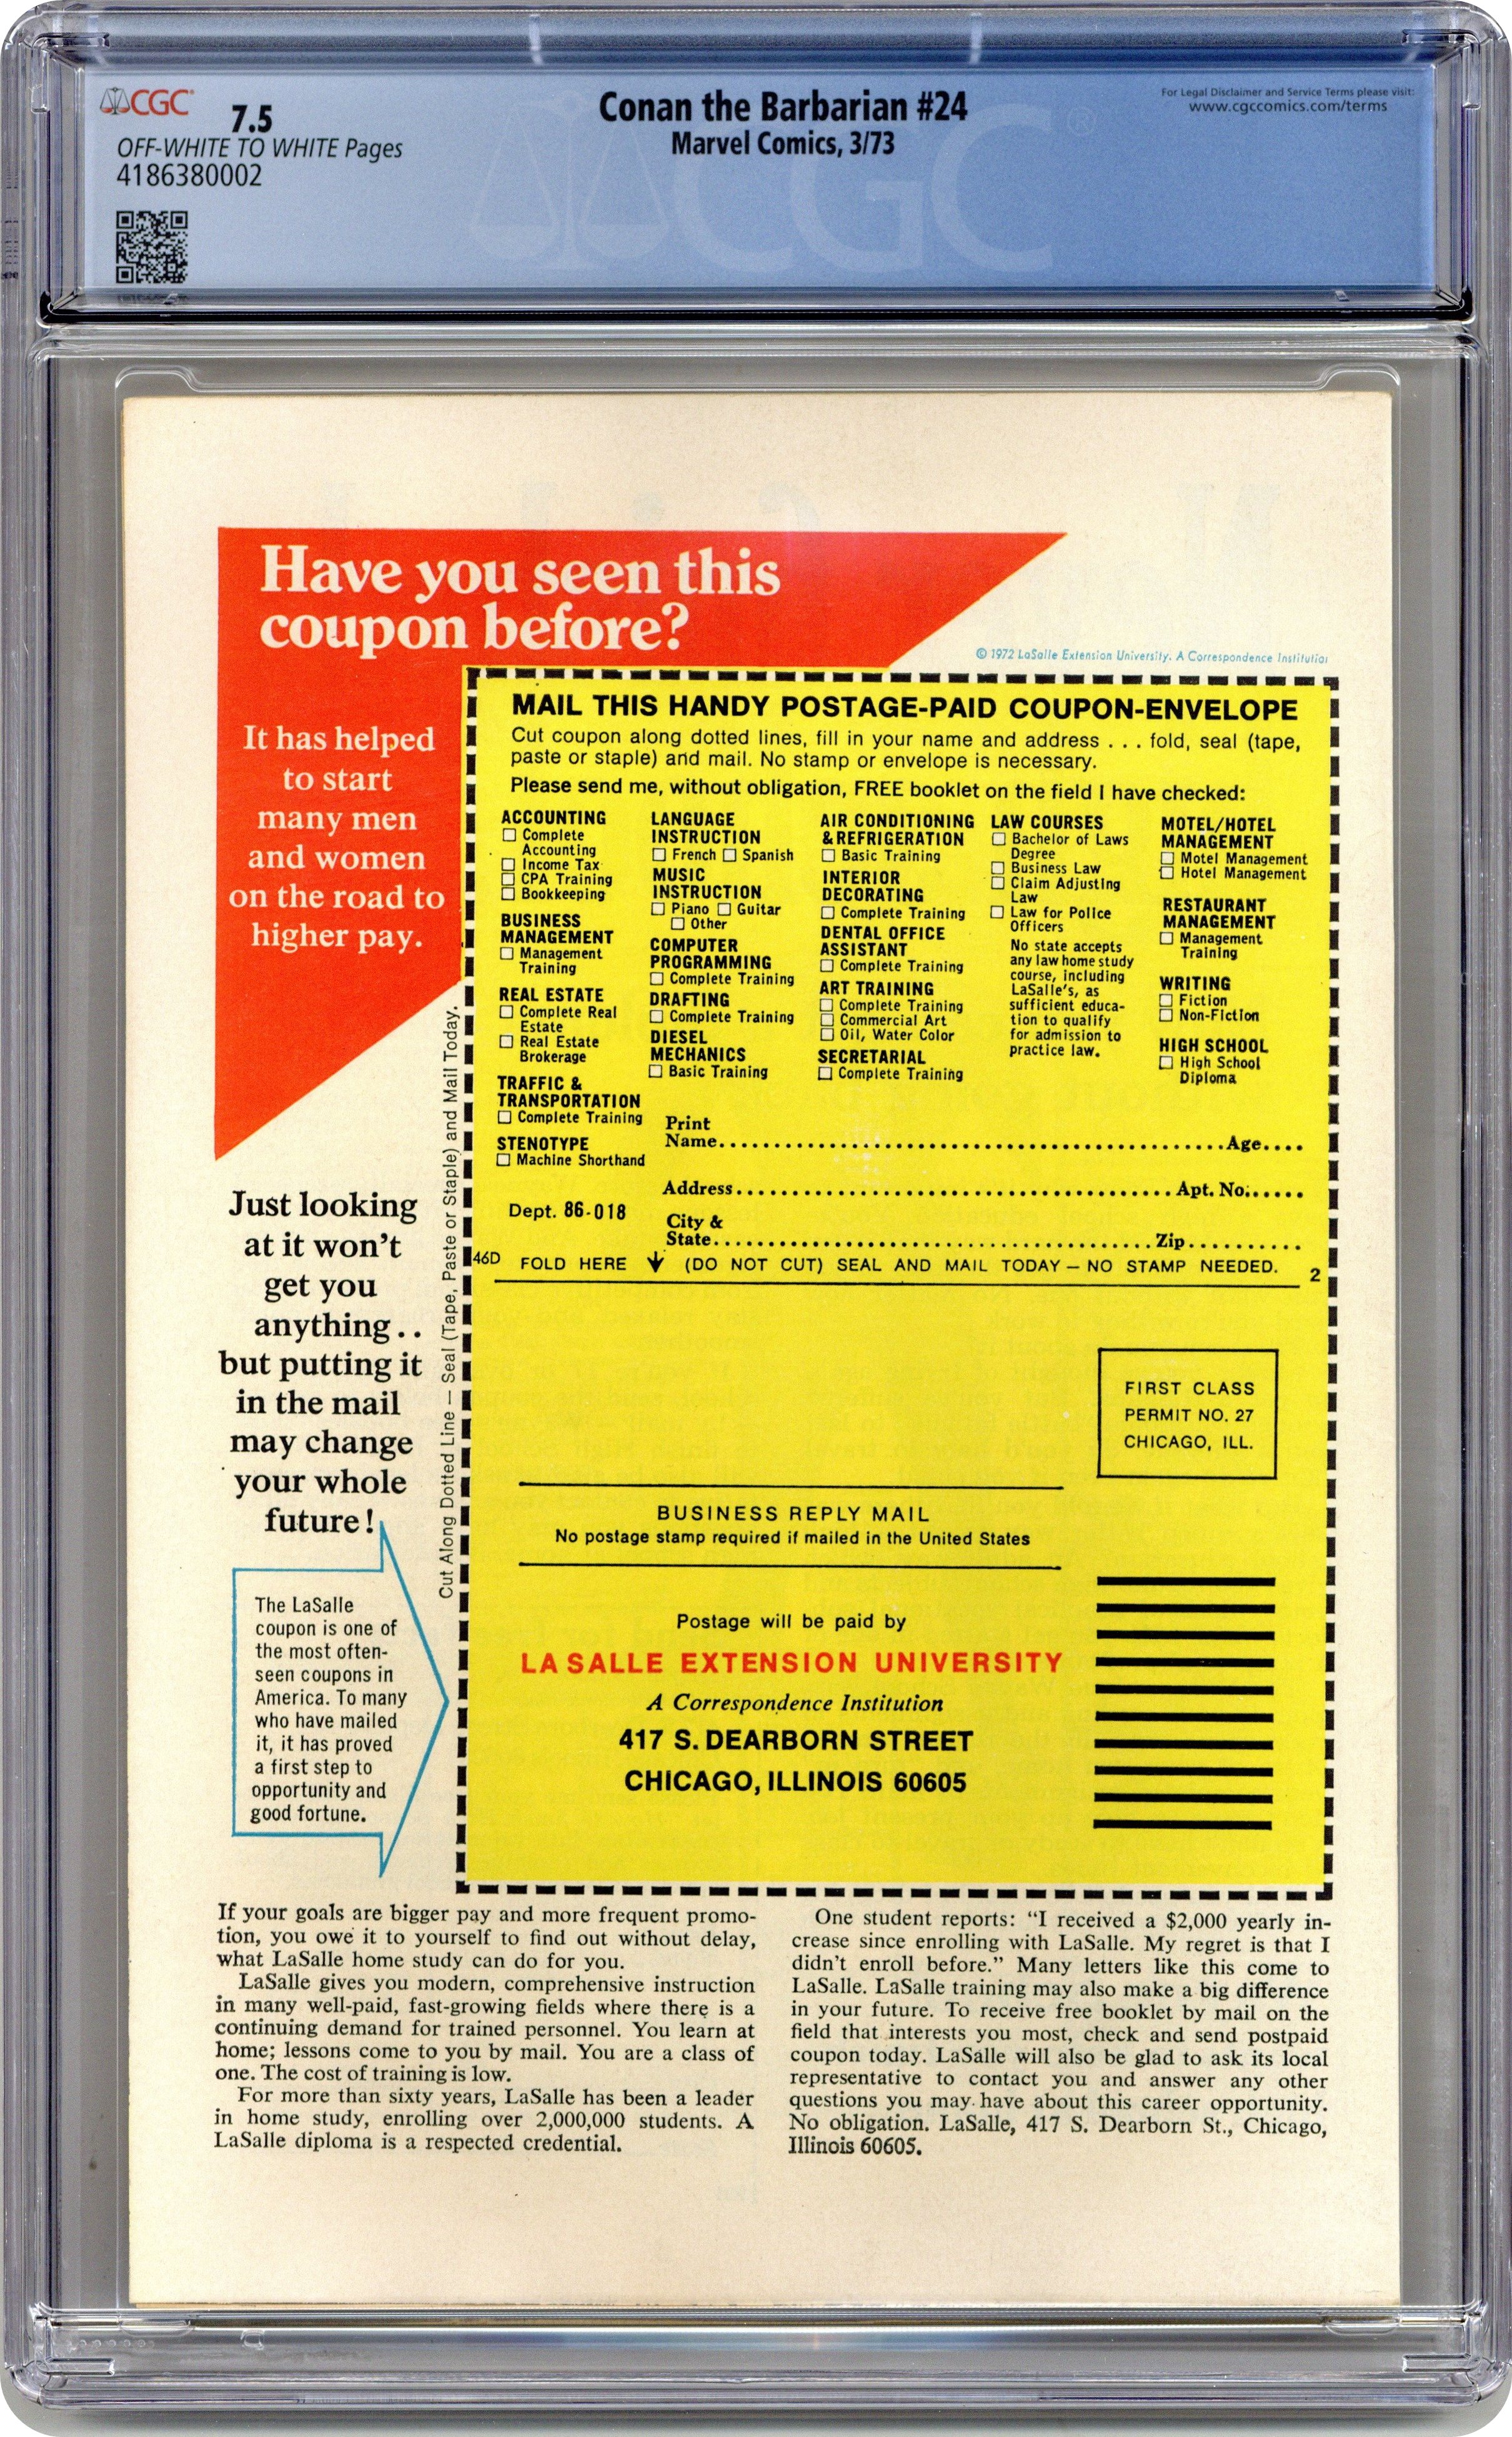 CGC
7.5
OFF-WHITE TO WHITE Pages
4186380002
Conan the Barbarian #24
Marvel Comics, 3/73
For Legal Disclaimer and Service Terms please visit:
www.cgccomics.com/terms
CGC
Have you seen this
coupon before?
© 1972 LaSalle Extension University. A Correspondence Institution
It has helped
to start
many men
and women
on the road to
higher pay.
Just looking
at it won't
get you
anything..
but putting it
in the mail
may change
your whole
future!
The LaSalle
coupon is one of
the most often-
seen coupons in
America. To many
who have mailed
it, it has proved
a first step to
opportunity and
good fortune.
Cut Along Dotted Line — Seal (Tape, Paste or Staple) and Mail Today.
MAIL THIS HANDY POSTAGE-PAID COUPON-ENVELOPE
Cut coupon along dotted lines, fill in your name and address . . . fold, seal (tape,
paste or staple) and mail. No stamp or envelope is necessary.
Please send me, without obligation, FREE booklet on the field I have checked:
ACCOUNTING
Complete
Accounting
Income Tax
CPA Training
Bookkeeping
BUSINESS
MANAGEMENT
Management
Training
REAL ESTATE
Complete Real
Estate
Real Estate
Brokerage
TRAFFIC &
TRANSPORTATION
Complete Training
STENOTYPE
Machine Shorthand
LANGUAGE
INSTRUCTION
French Spanish
MUSIC
INSTRUCTION
Piano Guitar
Other
COMPUTER
PROGRAMMING
Complete Training
DRAFTING
Complete Training
DIESEL
MECHANICS
Basic Training
AIR CONDITIONING
& REFRIGERATION
Basic Training
INTERIOR
DECORATING
Complete Training
DENTAL OFFICE
ASSISTANT
Complete Training
ART TRAINING
Complete Training
Commercial Art
Oil, Water Color
SECRETARIAL
Complete Training
LAW COURSES
Bachelor of Laws
Degree
Business Law
Claim Adjusting
Law
Law for Police
Officers
No state accepts
any law home study
course, including
LaSalle's, as
sufficient educa-
tion to qualify
for admission to
practice law.
MOTEL/HOTEL
MANAGEMENT
Motel Management
Hotel Management
RESTAURANT
MANAGEMENT
Management
Training
WRITING
Fiction
Non-Fiction
HIGH SCHOOL
High School
Diploma
Print
Name.......... Age....
Address.......... Apt. No......
Dept. 86-018
City &
State.......... Zip..........
46D FOLD HERE ↓ (DO NOT CUT) SEAL AND MAIL TODAY — NO STAMP NEEDED. 2
FIRST CLASS
PERMIT NO. 27
CHICAGO, ILL.
BUSINESS REPLY MAIL
No postage stamp required if mailed in the United States
Postage will be paid by
LA SALLE EXTENSION UNIVERSITY
A Correspondence Institution
417 S. DEARBORN STREET
CHICAGO, ILLINOIS 60605
If your goals are bigger pay and more frequent promo-
tion, you owe it to yourself to find out without delay,
what LaSalle home study can do for you.
LaSalle gives you modern, comprehensive instruction
in many well-paid, fast-growing fields where there is a
continuing demand for trained personnel. You learn at
home; lessons come to you by mail. You are a class of
one. The cost of training is low.
For more than sixty years, LaSalle has been a leader
in home study, enrolling over 2,000,000 students. A
LaSalle diploma is a respected credential.
One student reports: "I received a $2,000 yearly in-
crease since enrolling with LaSalle. My regret is that I
didn't enroll before." Many letters like this come to
LaSalle. LaSalle training may also make a big difference
in your future. To receive free booklet by mail on the
field that interests you most, check and send postpaid
coupon today. LaSalle will also be glad to ask its local
representative to contact you and answer any other
questions you may have about this career opportunity.
No obligation. LaSalle, 417 S. Dearborn St., Chicago,
Illinois 60605.